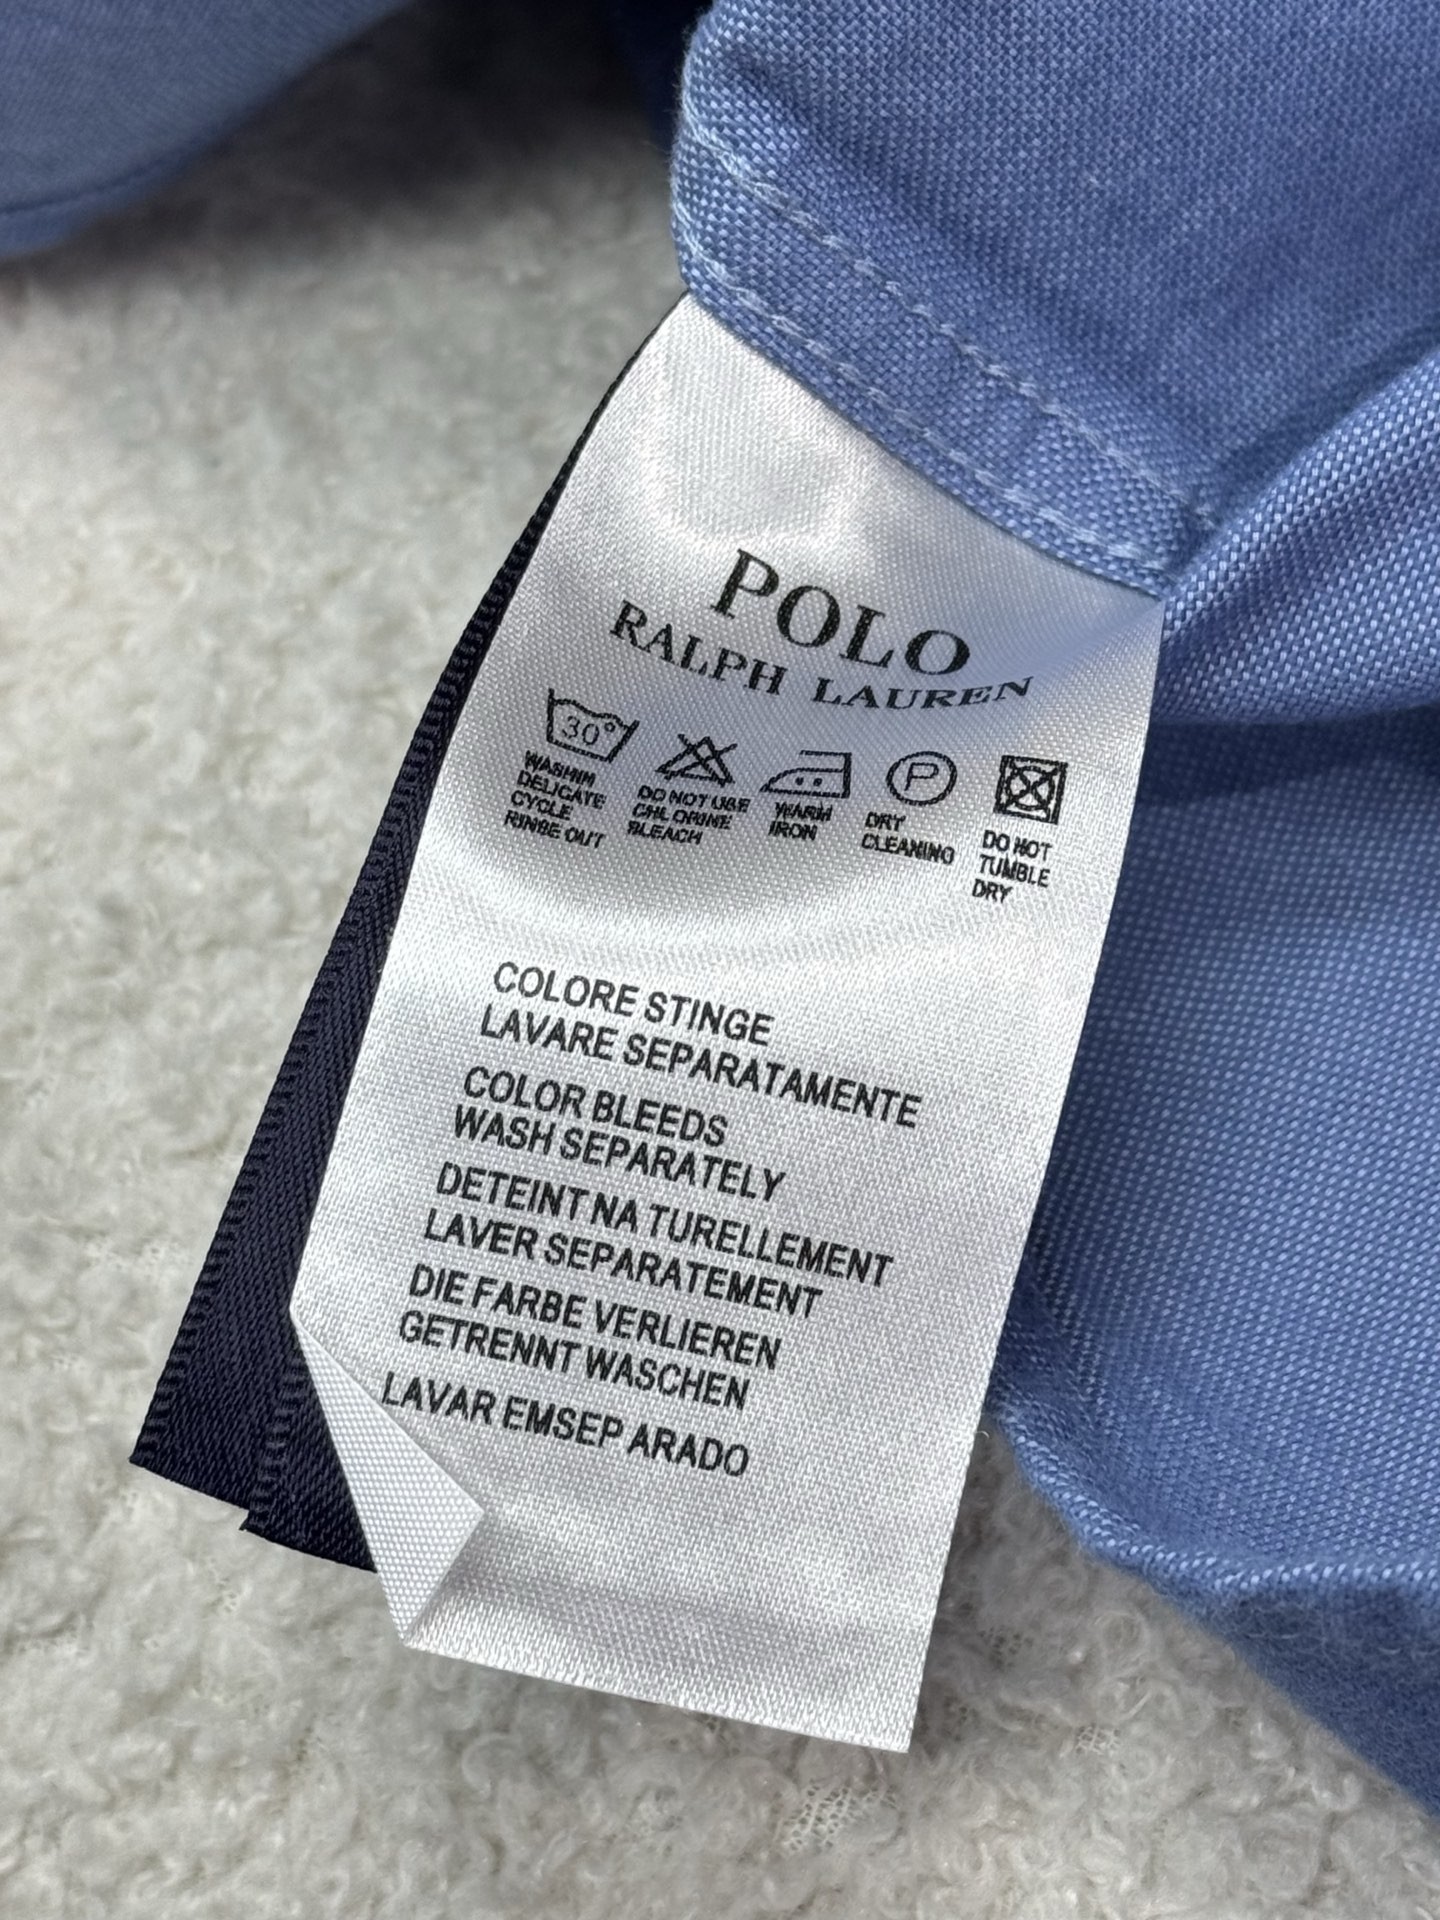 POLO
RALPH LAUREN
30°
P
WASHIN
DELICATE
CYCLE
RINSE OUT
DO NOT USE
CHLORINE
BLEACH
WARM
IRON
DRY
CLEANING
DO NOT
TUMBLE
DRY
COLORE STINGE
LAVARE SEPARATAMENTE
COLOR BLEEDS
WASH SEPARATELY
DETEINT NA TURELLEMENT
LAVER SEPARATEMENT
DIE FARBE VERLIEREN
GETRENNT WASCHEN
LAVAR EMSEP ARADO